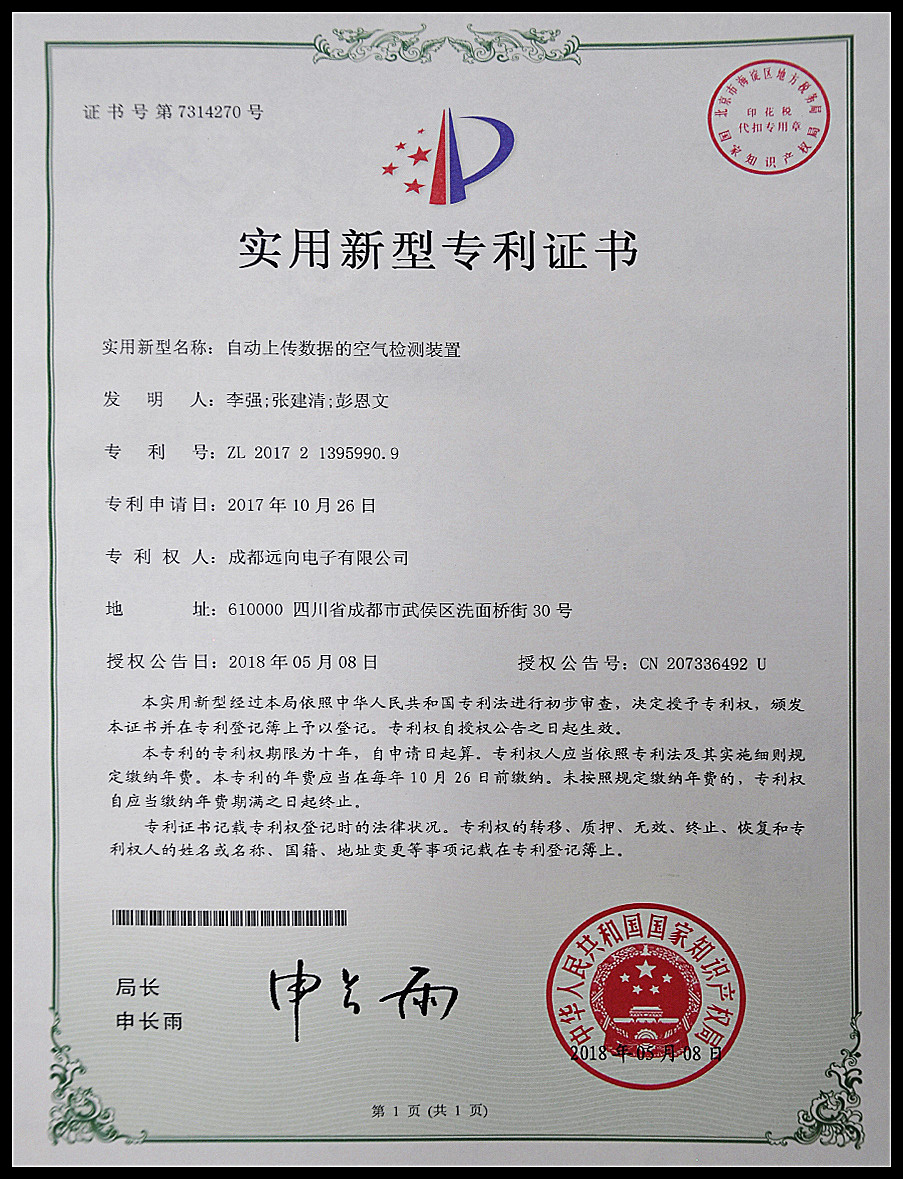 证书号第7314270号
北京市海淀区地方税务局
印花税
代扣专用章
国家知识产权局
实用新型专利证书
实用新型名称：自动上传数据的空气检测装置
发明人：李强;张建清;彭恩文
专利号：ZL 2017 2 1395990.9
专利申请日：2017年10月26日
专利权人：成都远向电子有限公司
地址：610000 四川省成都市武侯区洗面桥街30号
授权公告日：2018年05月08日
授权公告号：CN 207336492 U
本实用新型经过本局依照中华人民共和国专利法进行初步审查，决定授予专利权，颁发
本证书并在专利登记簿上予以登记。专利权自授权公告之日起生效。
本专利的专利权期限为十年，自申请日起算。专利权人应当依照专利法及其实施细则规
定缴纳年费。本专利的年费应当在每年10月26日前缴纳。未按照规定缴纳年费的，专利权
自应当缴纳年费期满之日起终止。
专利证书记载专利权登记时的法律状况。专利权的转移、质押、无效、终止、恢复和专
利权人的姓名或名称、国籍、地址变更等事项记载在专利登记簿上。
局长
申长雨
申长雨
中华人民共和国国家知识产权局
2018年05月08日
第1页(共1页)